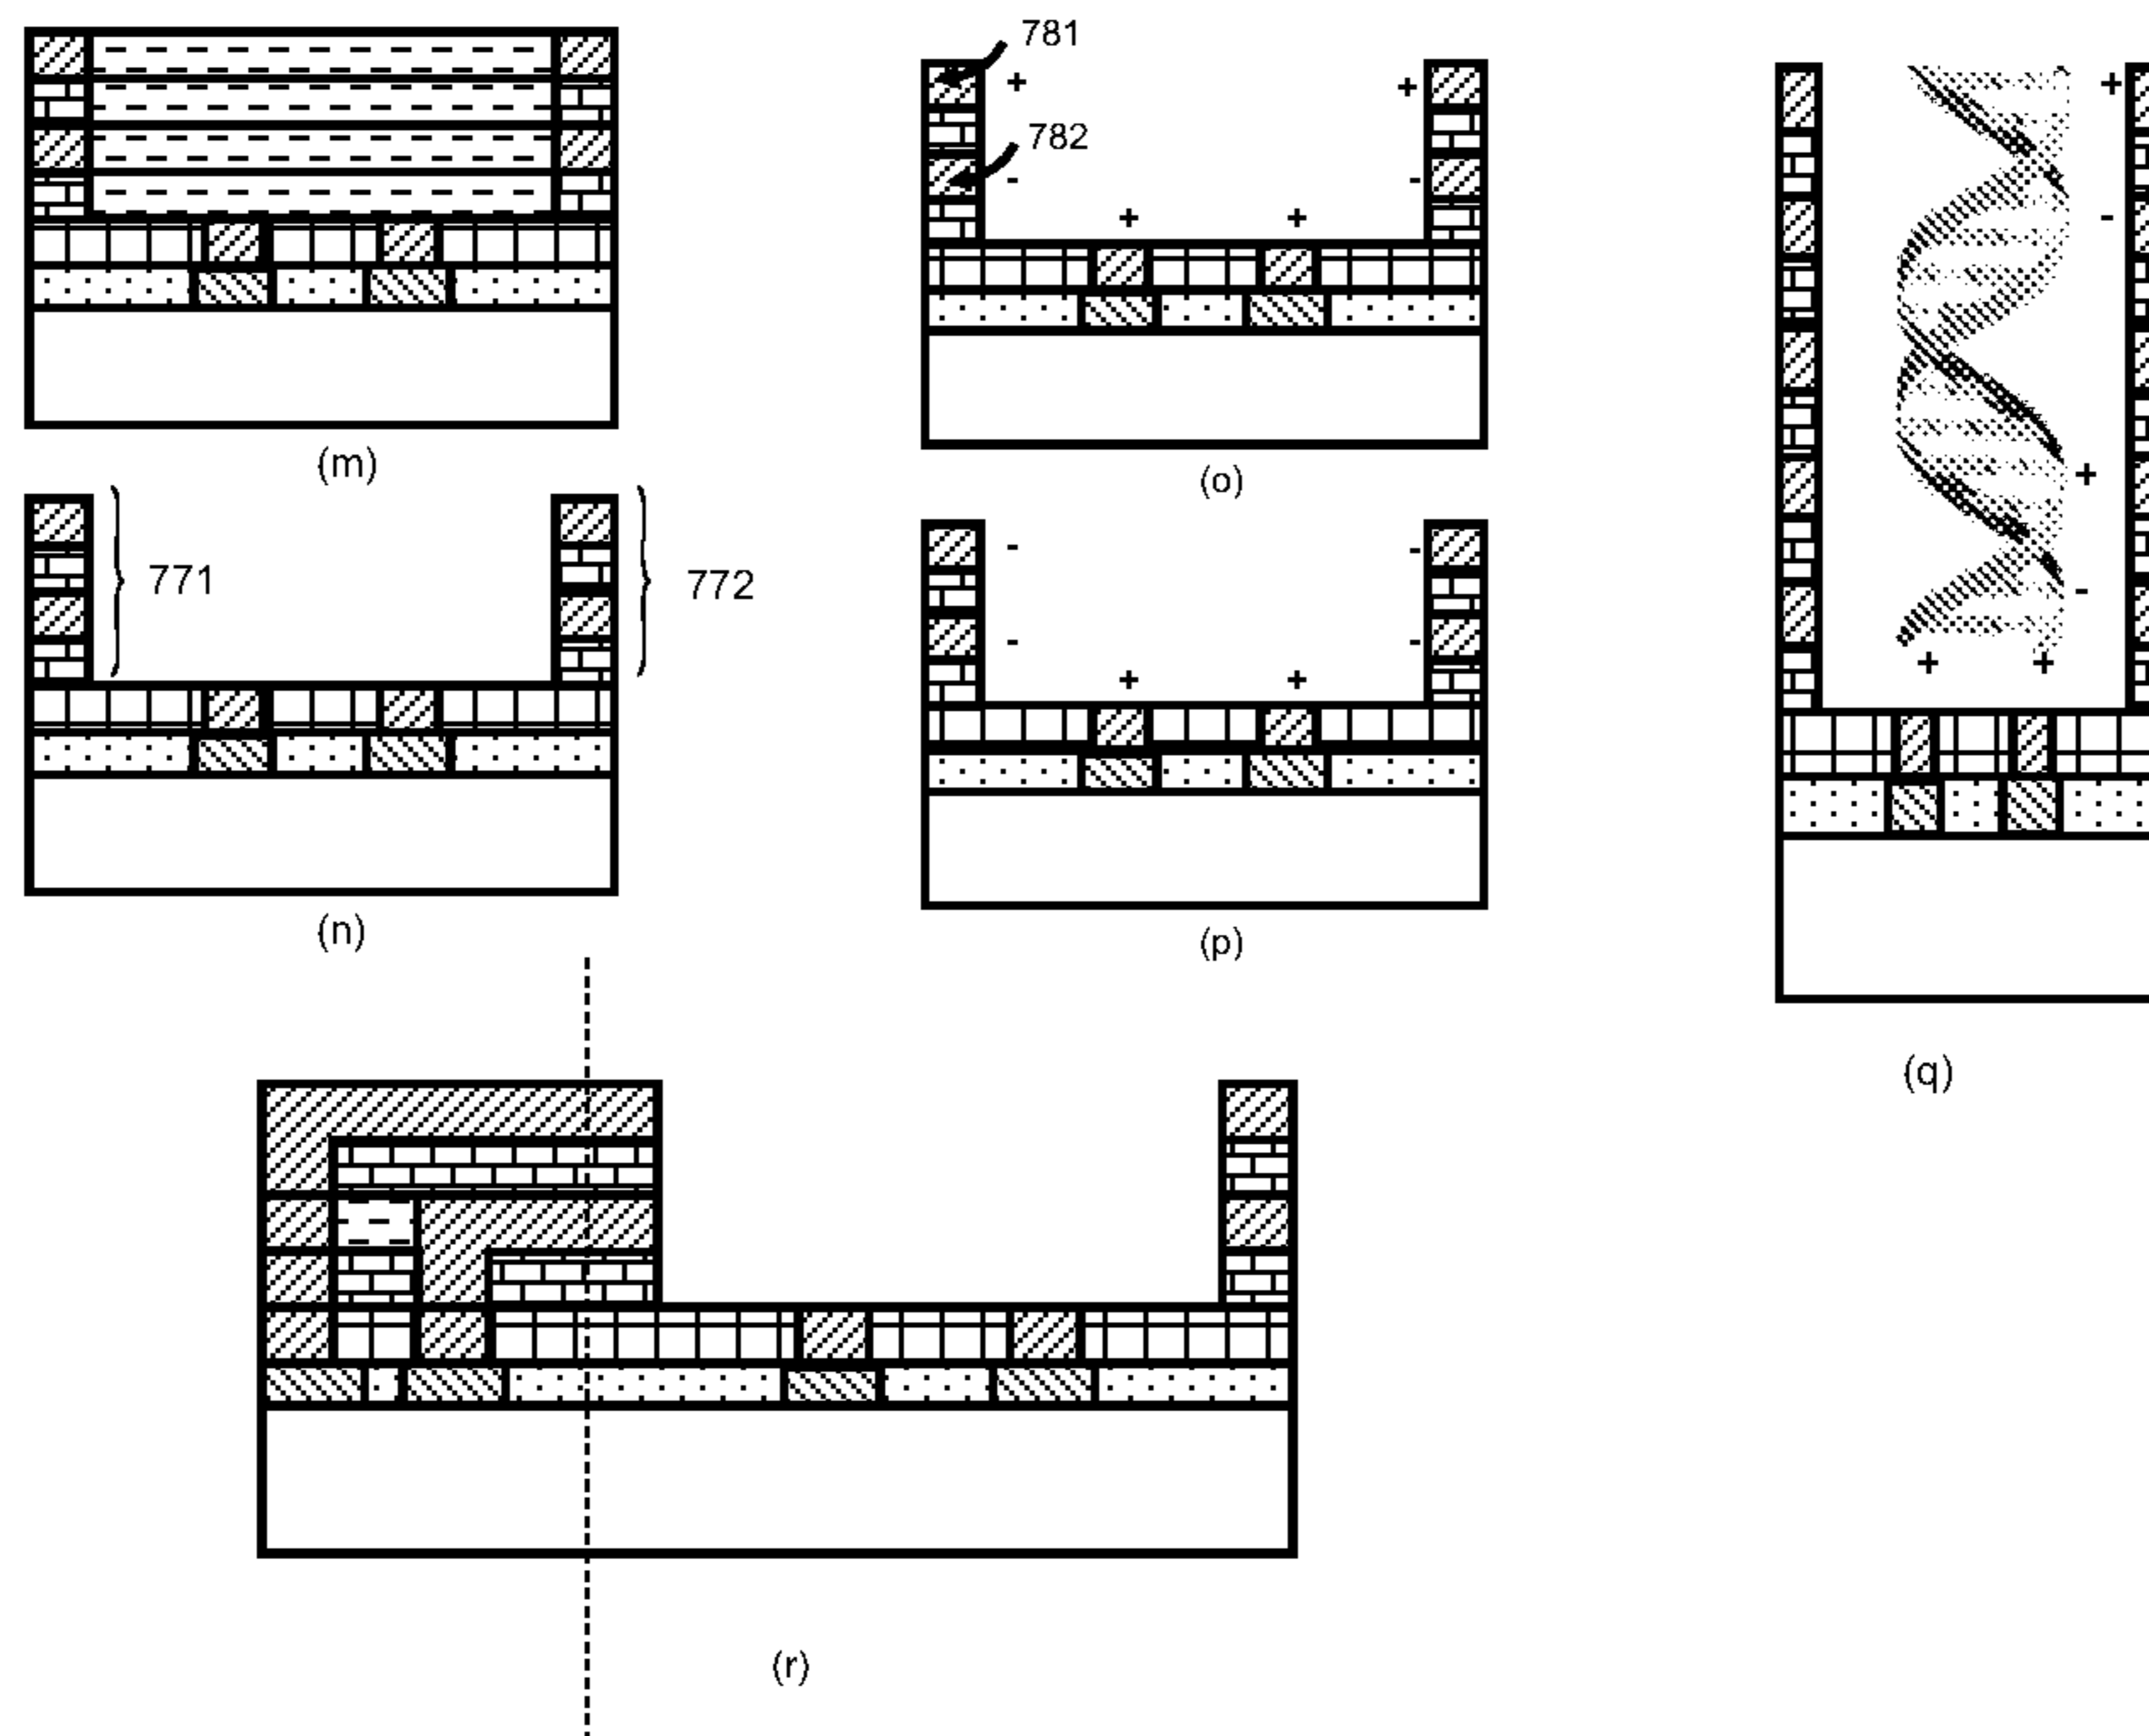 781
+ +
782
- -
+ +
(m)
(o)
771
772
- -
- -
+ +
(n)
(p)
+
-
+
-
+ +
(q)
(r)